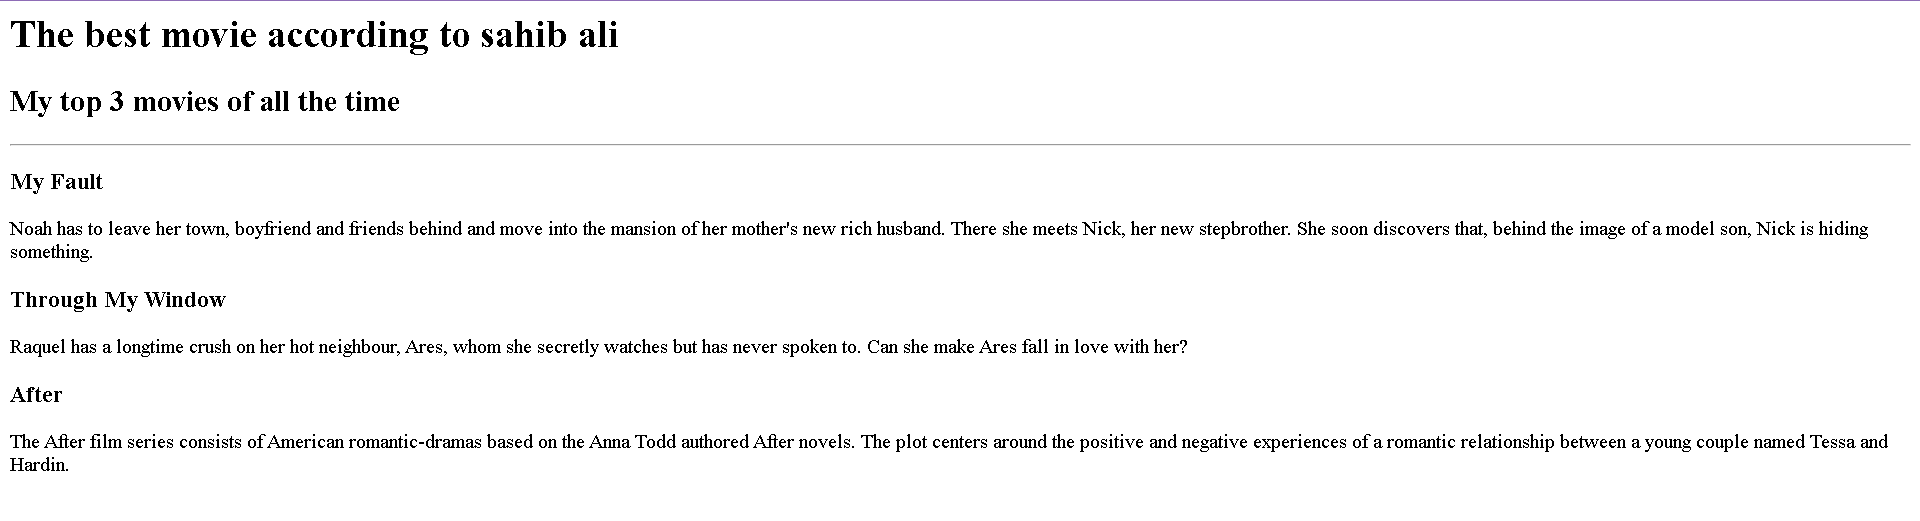 The best movie according to sahib ali
My top 3 movies of all the time
My Fault
Noah has to leave her town, boyfriend and friends behind and move into the mansion of her mother's new rich husband. There she meets Nick, her new stepbrother. She soon discovers that, behind the image of a model son, Nick is hiding
something.
Through My Window
Raquel has a longtime crush on her hot neighbour, Ares, whom she secretly watches but has never spoken to. Can she make Ares fall in love with her?
After
The After film series consists of American romantic-dramas based on the Anna Todd authored After novels. The plot centers around the positive and negative experiences of a romantic relationship between a young couple named Tessa and
Hardin.